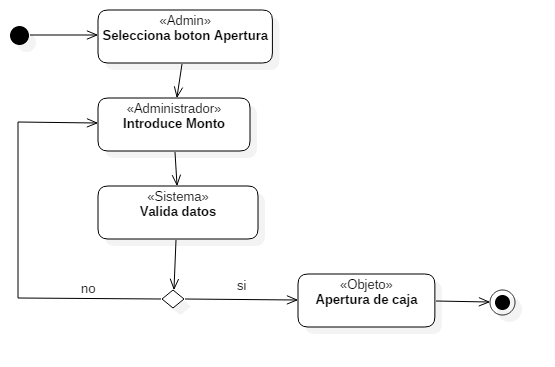 «Admin»
Selecciona boton Apertura
«Administrador»
Introduce Monto
«Sistema»
Valida datos
no
si
«Objeto»
Apertura de caja